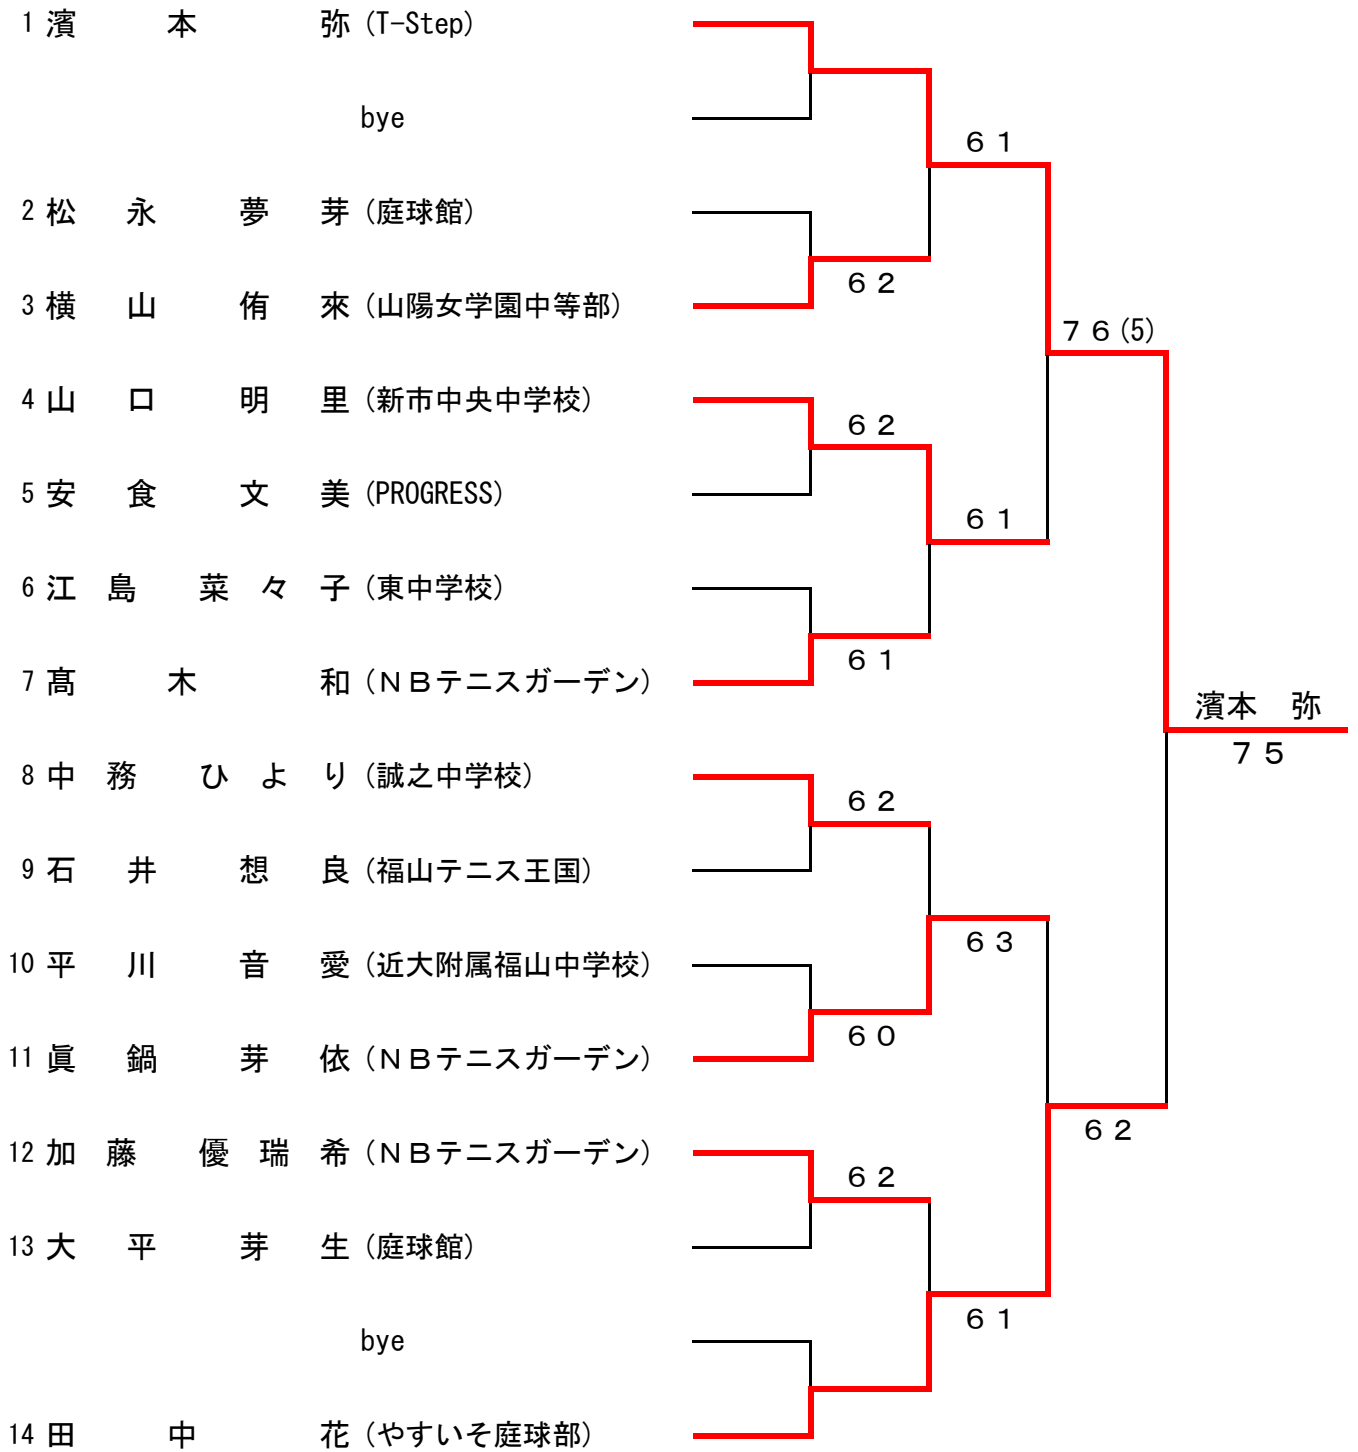 1 濱本弥 (T-Step)
bye
６１
2 松永夢芽 (庭球館)
６２
3 横山侑來 (山陽女学園中等部)
７６(5)
4 山口明里 (新市中央中学校)
６２
5 安食文美 (PROGRESS)
６１
6 江島菜々子 (東中学校)
６１
7 髙木和 (ＮＢテニスガーデン)
濱本　弥
７５
8 中務ひより (誠之中学校)
６２
9 石井想良 (福山テニス王国)
６３
10 平川音愛 (近大附属福山中学校)
６０
11 眞鍋芽依 (ＮＢテニスガーデン)
６２
12 加藤優瑞希 (ＮＢテニスガーデン)
６２
13 大平芽生 (庭球館)
６１
bye
14 田中花 (やすいそ庭球部)